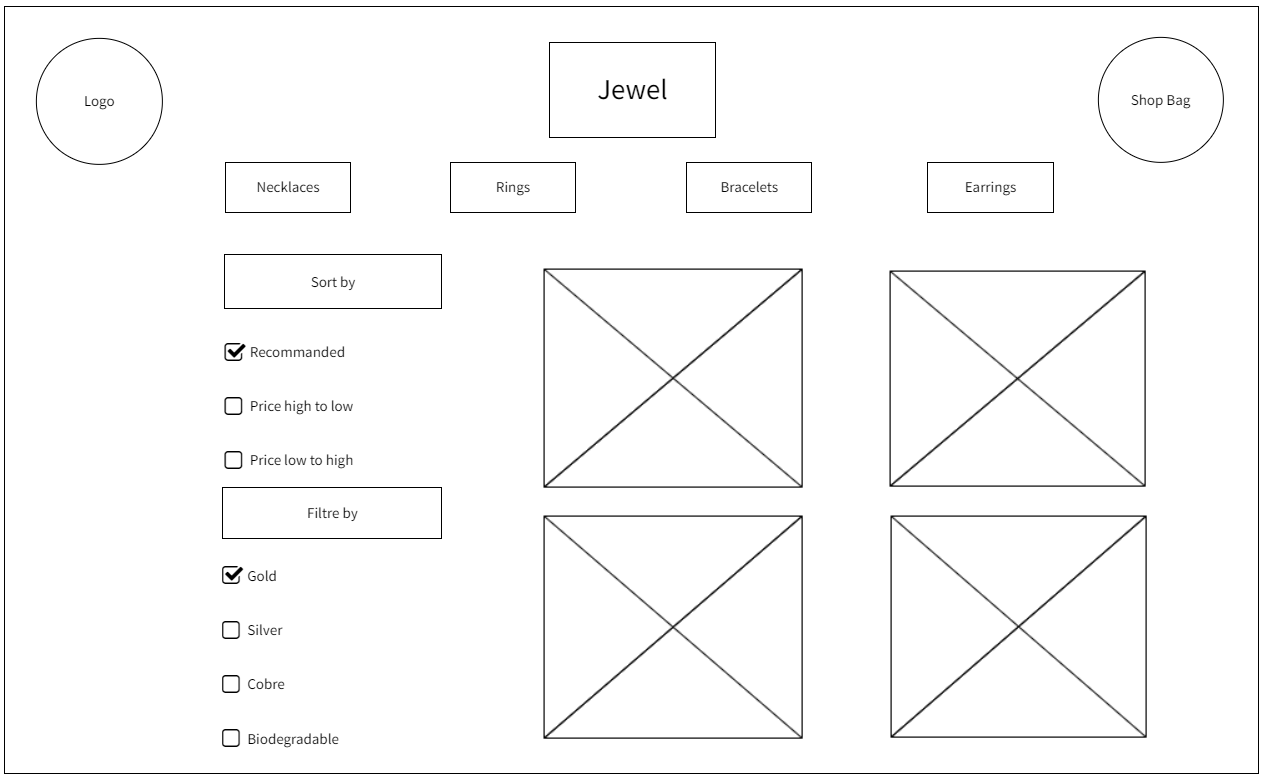 Logo
Jewel
Shop Bag
Necklaces
Rings
Bracelets
Earrings
Sort by
Recommanded
Price high to low
Price low to high
Filtre by
Gold
Silver
Cobre
Biodegradable